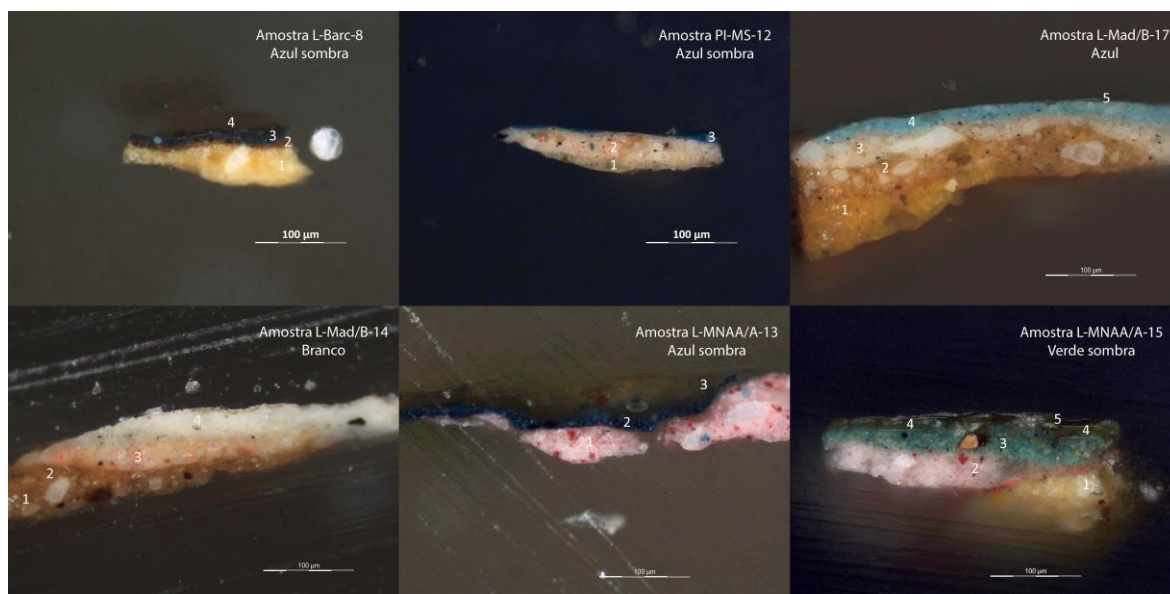 Amostra L-Barc-8
Azul sombra
4
3
2
1
100 µm
Amostra PI-MS-12
Azul sombra
3
2
1
100 µm
Amostra L-Mad/B-17
Azul
5
4
3
2
1
100 µm
Amostra L-Mad/B-14
Branco
4
3
2
1
100 µm
Amostra L-MNAA/A-13
Azul sombra
3
2
1
100 µm
Amostra L-MNAA/A-15
Verde sombra
5
4
4
3
2
1
100 µm